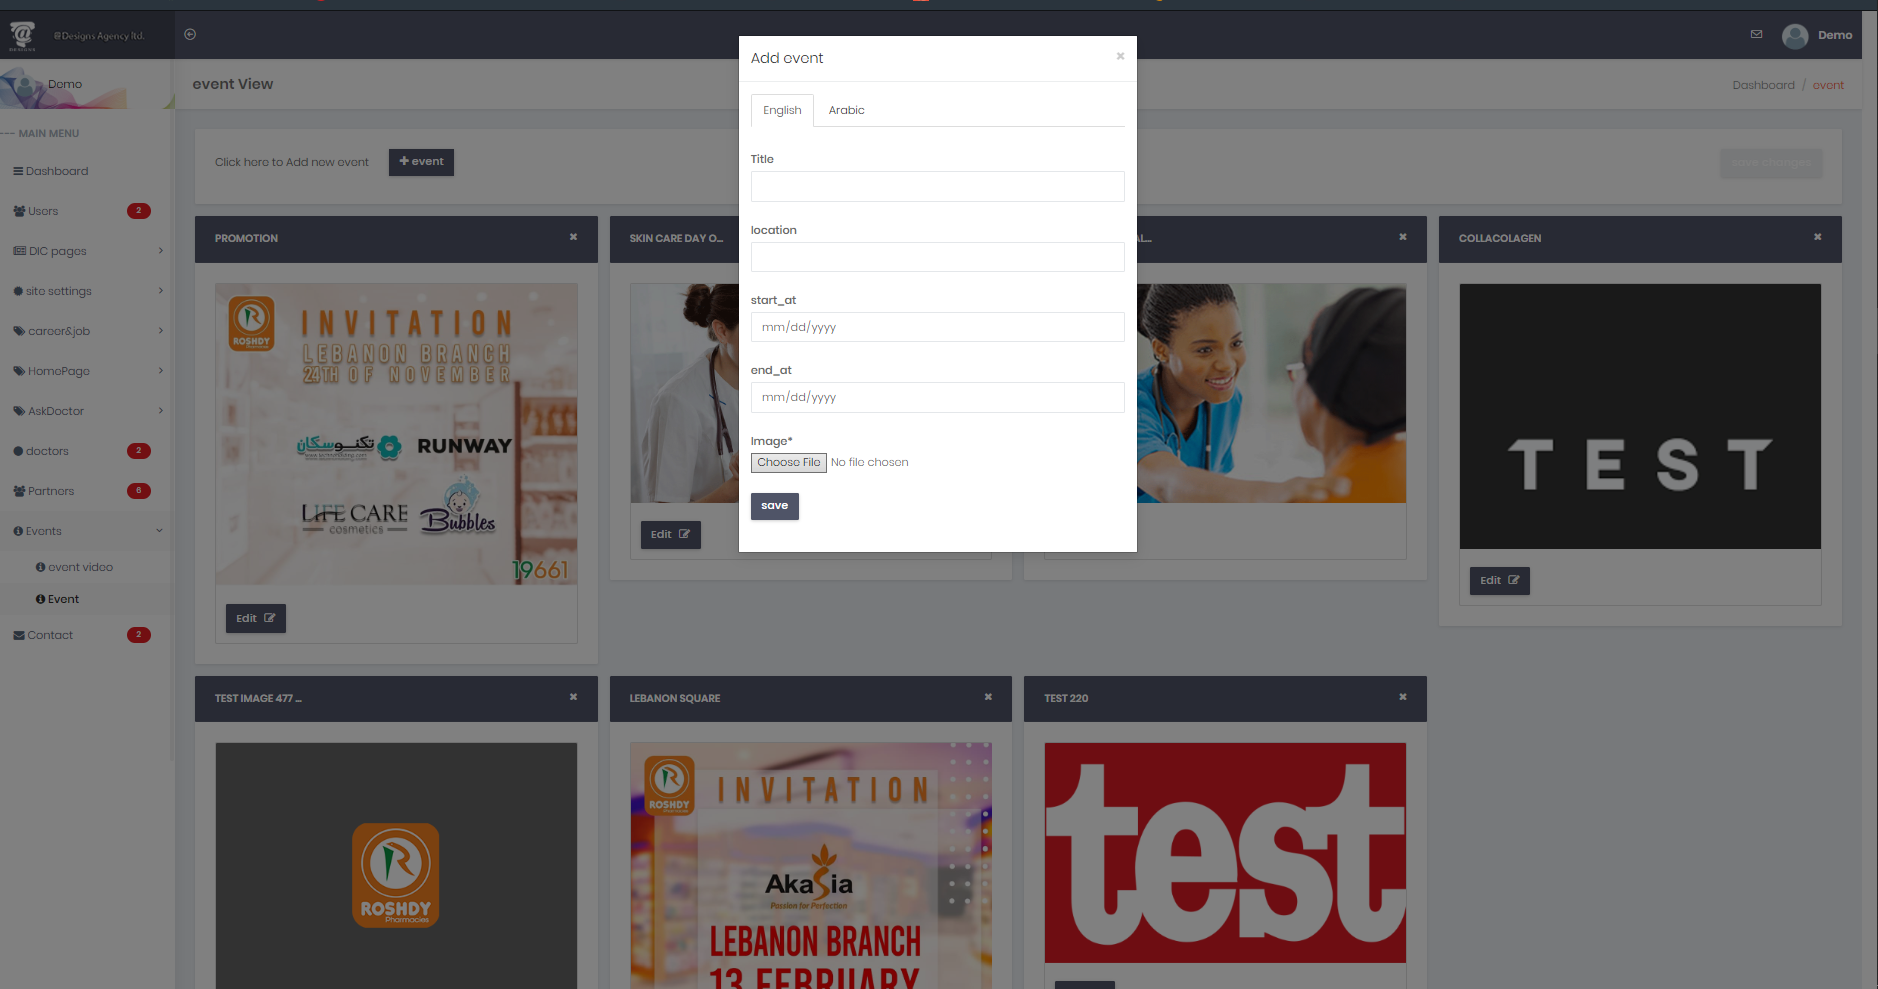 @Designs Agency ltd.
DESIGNS
Demo
Demo
event View
Dashboard / event
--- MAIN MENU
Dashboard
Users 2
DIC pages
site settings
career&job
HomePage
AskDoctor
doctors 2
Partners 6
Events
event video
Event
Contact 2
Click here to Add new event
+ event
save changes
Add event
×
English
Arabic
Title
location
start_at
mm/dd/yyyy
end_at
mm/dd/yyyy
Image*
Choose File No file chosen
save
PROMOTION
ROSHDY
INVITATION
LEBANON BRANCH
24TH OF NOVEMBER
تكنوسكان
RUNWAY
LIFE CARE
cosmetics
Bubbles
19661
Edit
SKIN CARE DAY O...
Edit
AL...
COLLACOLAGEN
TEST
Edit
TEST IMAGE 477 ...
ROSHDY
Pharmacies
LEBANON SQUARE
ROSHDY
INVITATION
Akasia
Passion for Perfection
LEBANON BRANCH
13 FEBRUARY
TEST 220
test